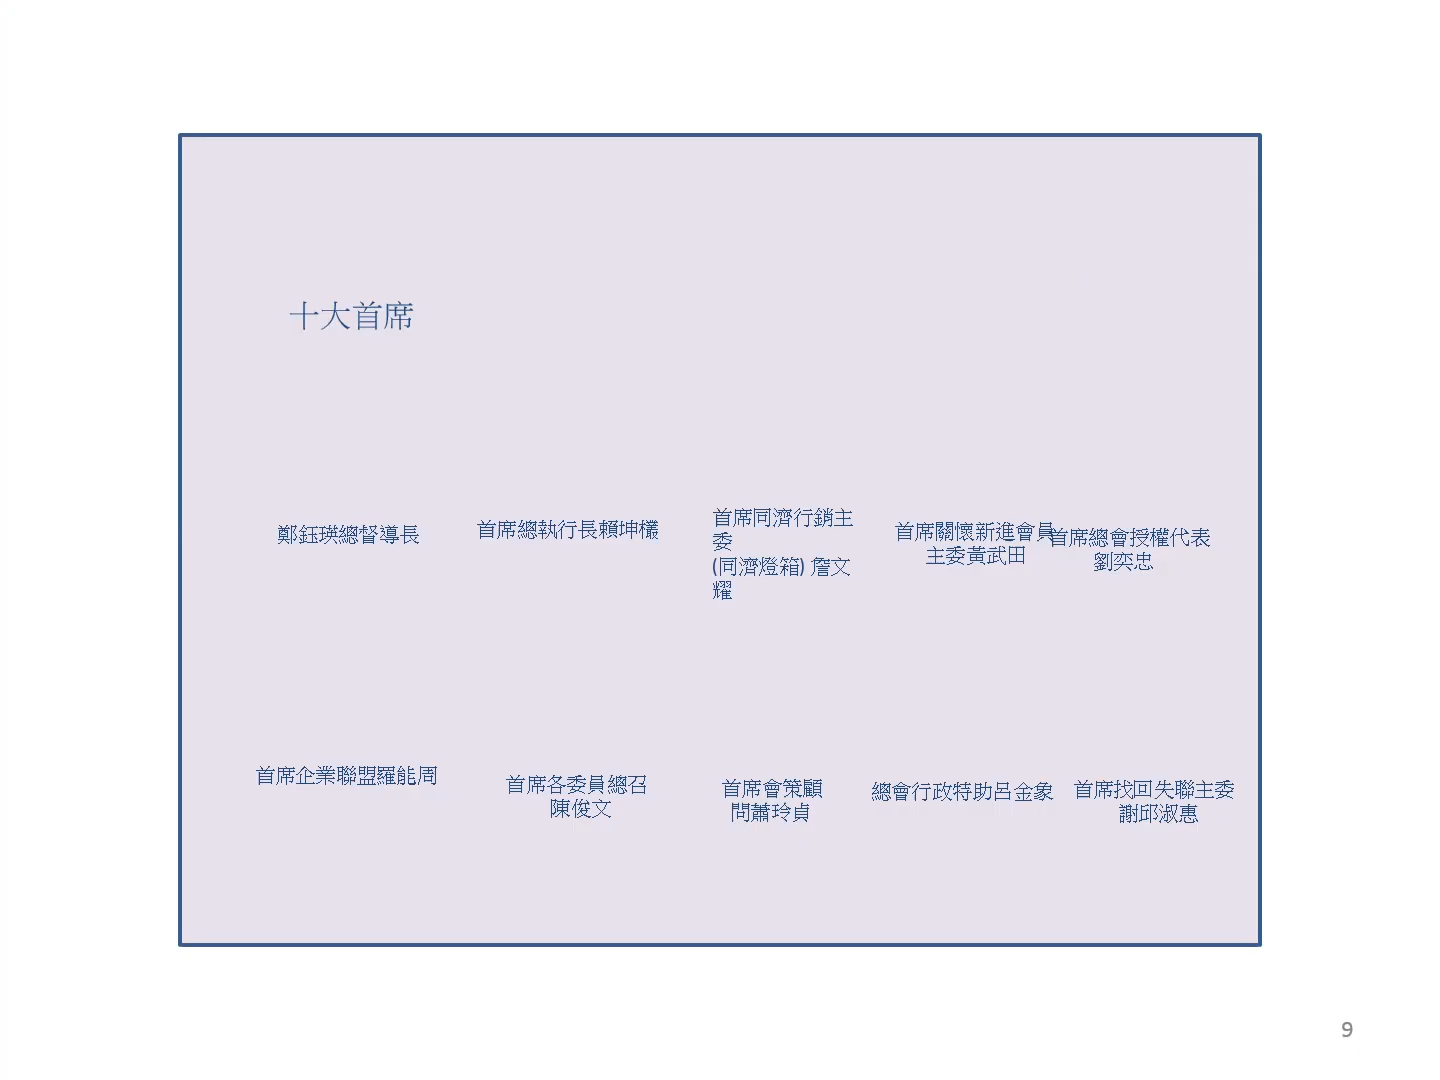 十大首席
鄭鈺瑛總督導長
首席總執行長賴坤欉
首席同濟行銷主
委
(同濟燈箱) 詹文
耀
首席關懷新進會員
主委黃武田
首席總會授權代表
劉奕忠
首席企業聯盟羅能周
首席各委員總召
陳俊文
首席會策顧
問蕭玲貞
總會行政特助呂金象
首席找回失聯主委
謝邱淑惠
9